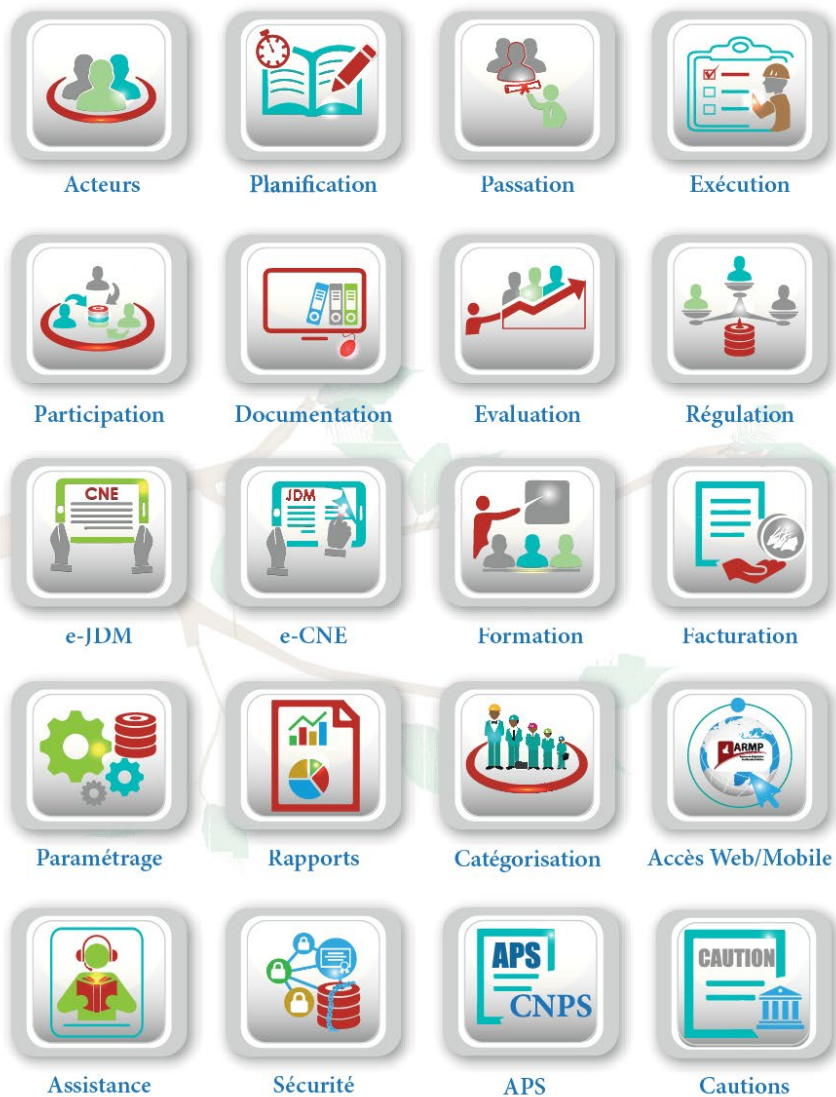 Acteurs
Planification
Passation
Exécution
Participation
Documentation
Evaluation
Régulation
CNE
JDM
e-JDM
e-CNE
Formation
Facturation
ARMP
Paramétrage
Rapports
Catégorisation
Accès Web/Mobile
APS
CNPS
CAUTION
Assistance
Sécurité
APS
Cautions